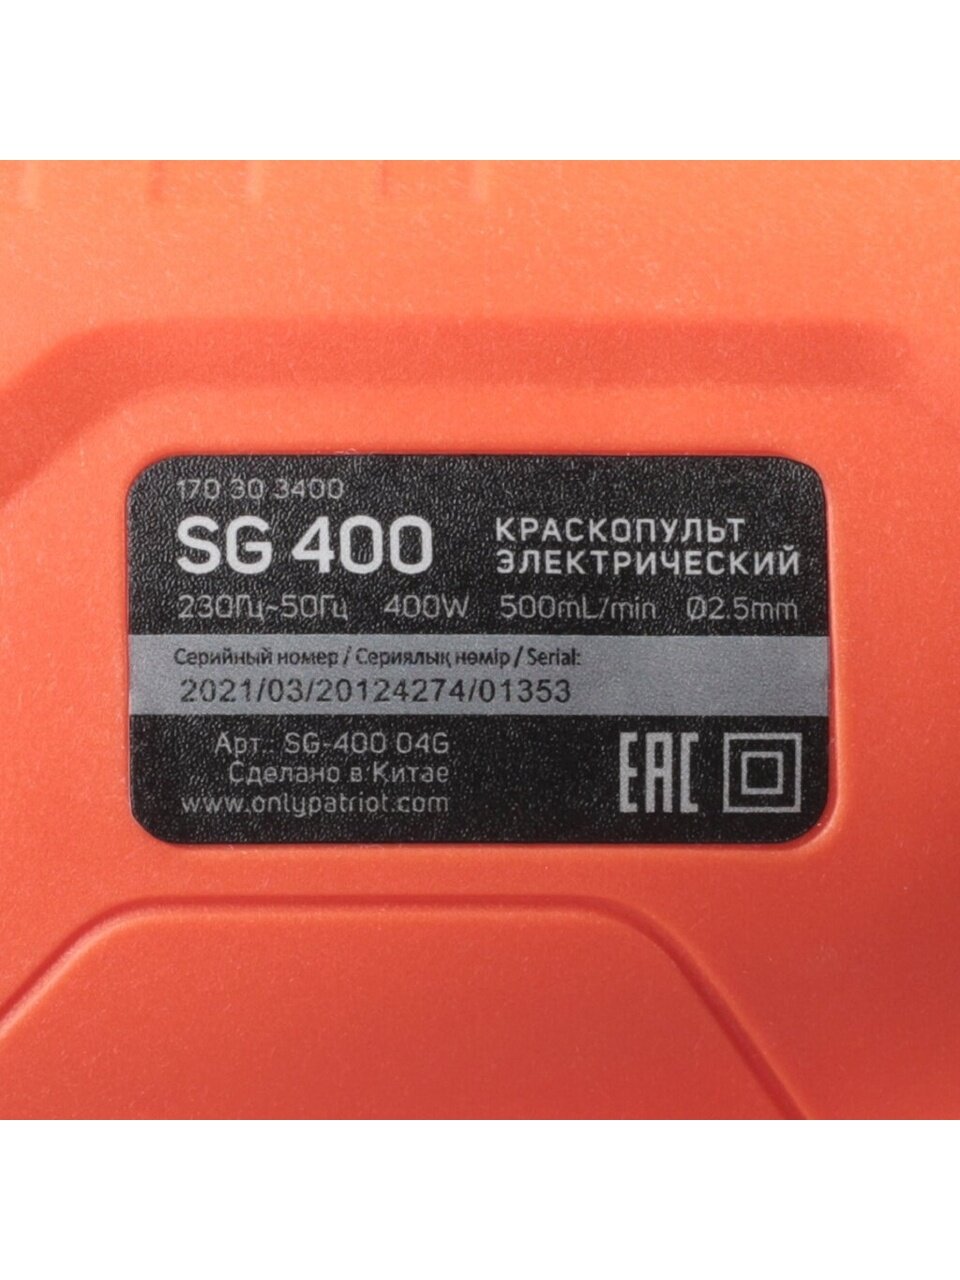 170 30 3400
SG 400
КРАСКОПУЛЬТ
ЭЛЕКТРИЧЕСКИЙ
230Гц~50Гц 400W 500mL/min Ø2.5mm
Серийный номер / Сериялық нөмір / Serial:
2021/03/20124274/01353
Арт.: SG-400 04G
Сделано в Китае
www.onlypatriot.com
EAC